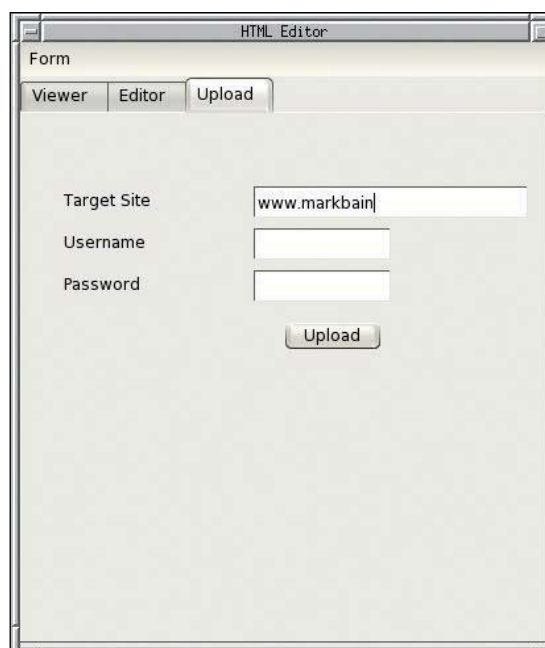 HTML Editor
Form
Viewer Editor Upload
Target Site www.markbain
Username
Password
Upload